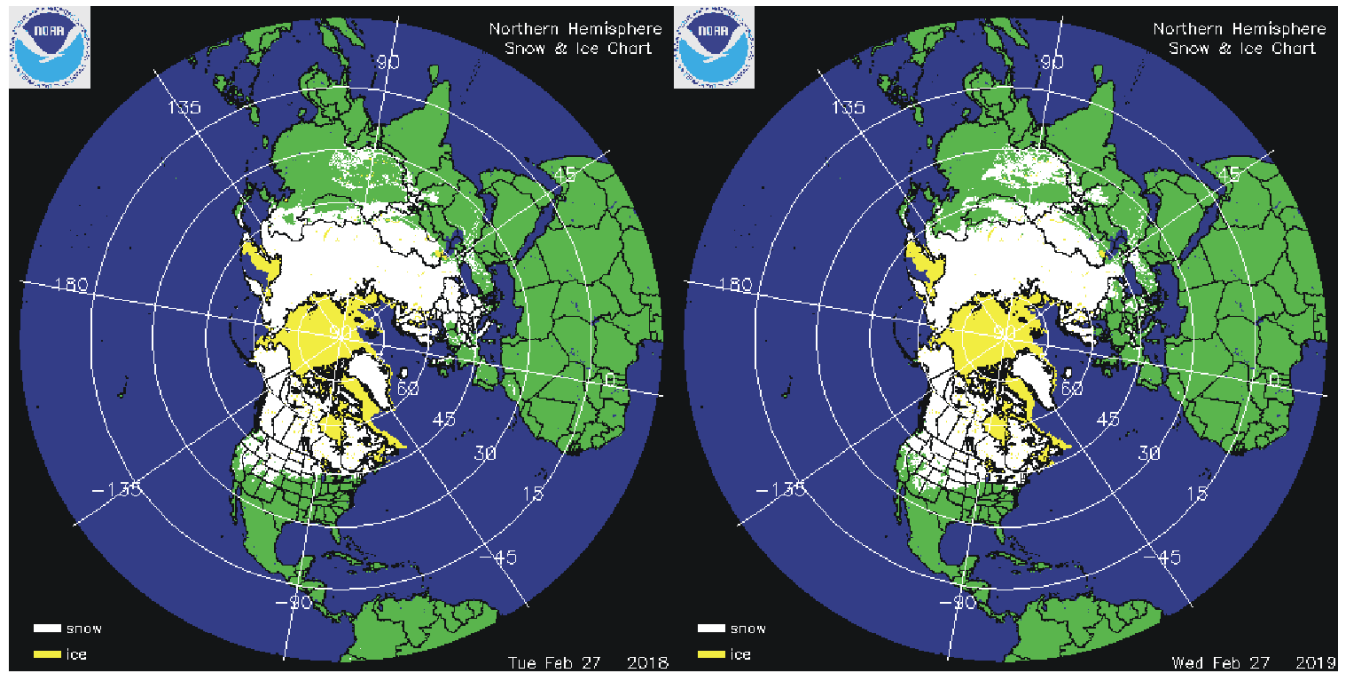 NOAA
Northern Hemisphere
Snow & Ice Chart
90
135
45
180
90
0
60
45
30
-135
15
-45
-90
snow
ice
Tue Feb 27 2018
NOAA
Northern Hemisphere
Snow & Ice Chart
90
135
45
180
90
0
60
45
30
-135
15
-45
-90
snow
ice
Wed Feb 27 2019